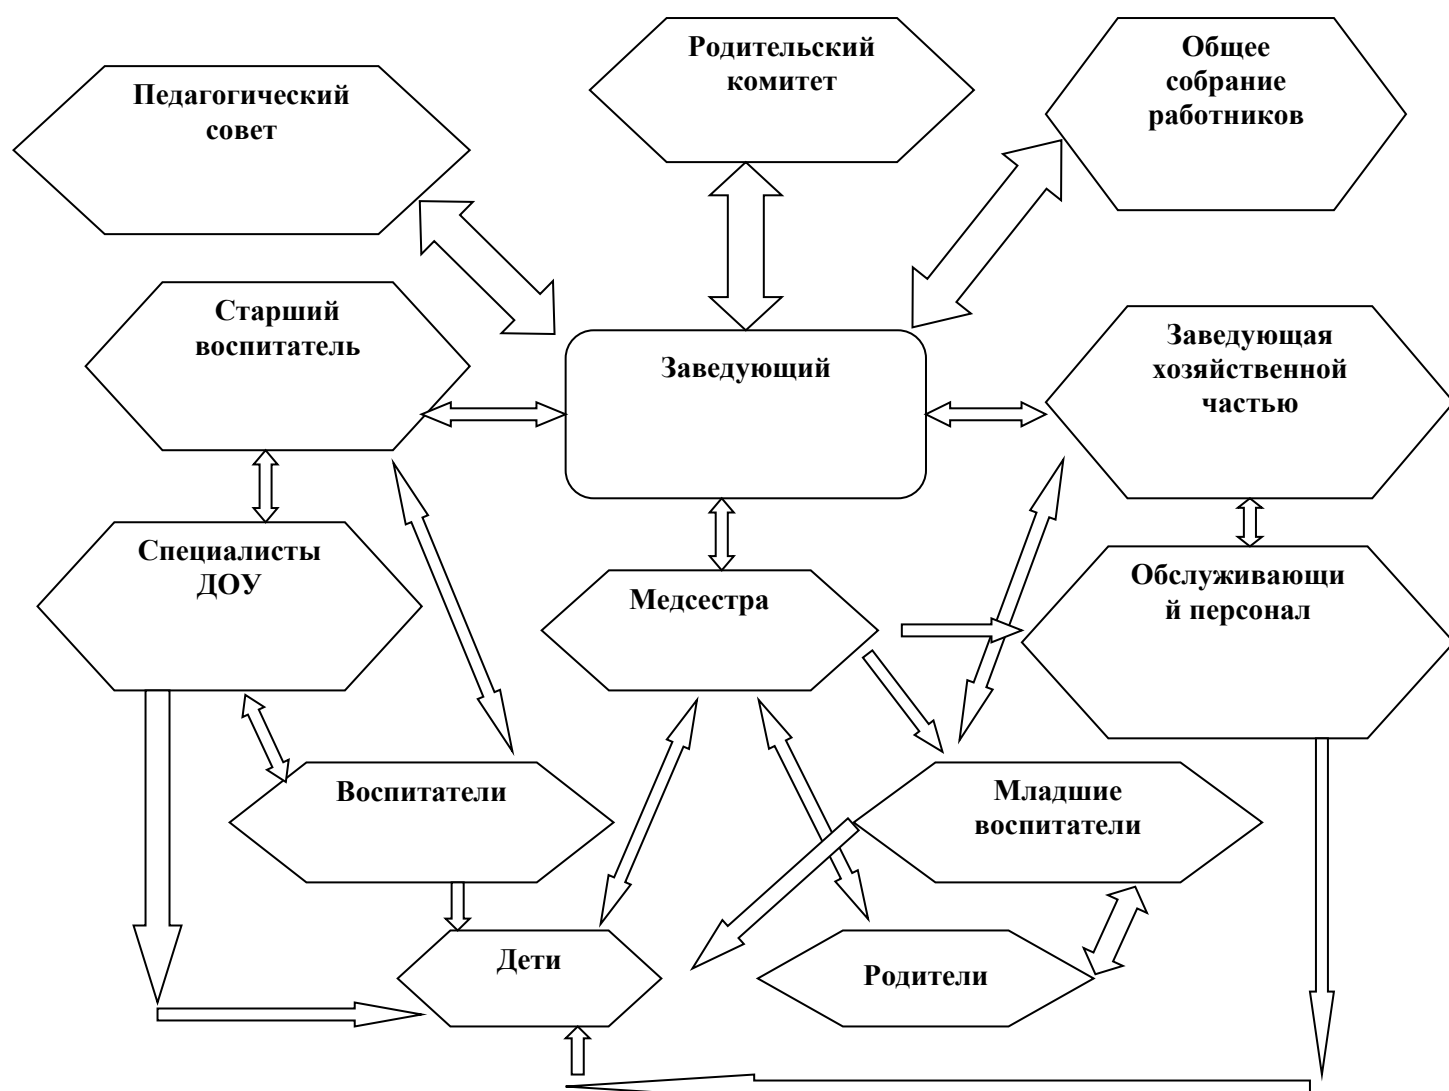 Родительский
комитет
Общее
собрание
работников
Педагогический
совет
Старший
воспитатель
Заведующий
Заведующая
хозяйственной
частью
Специалисты
ДОУ
Медсестра
Обслуживающи
й персонал
Воспитатели
Младшие
воспитатели
Дети
Родители